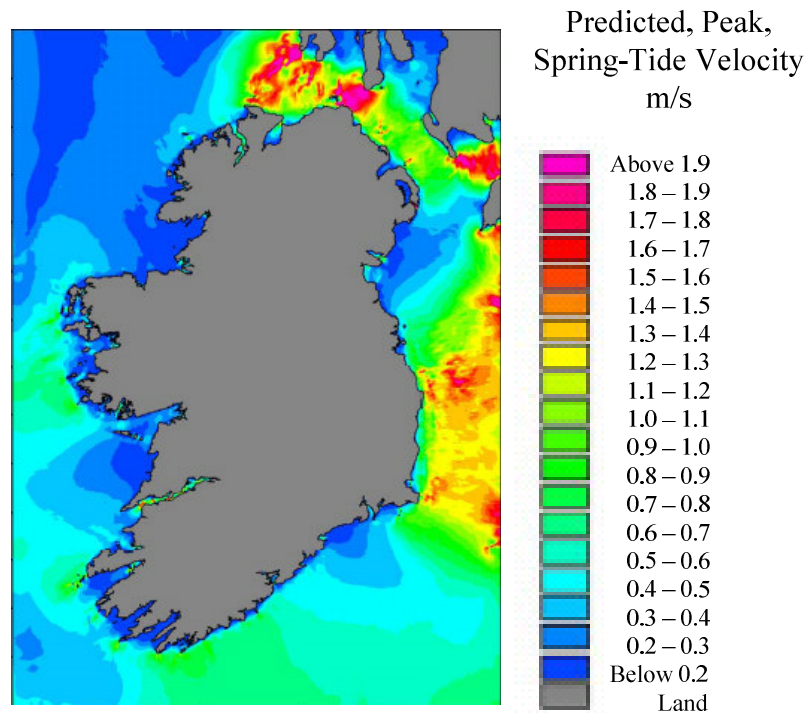 Predicted, Peak,
Spring-Tide Velocity
m/s
Above 1.9
1.8 – 1.9
1.7 – 1.8
1.6 – 1.7
1.5 – 1.6
1.4 – 1.5
1.3 – 1.4
1.2 – 1.3
1.1 – 1.2
1.0 – 1.1
0.9 – 1.0
0.8 – 0.9
0.7 – 0.8
0.6 – 0.7
0.5 – 0.6
0.4 – 0.5
0.3 – 0.4
0.2 – 0.3
Below 0.2
Land